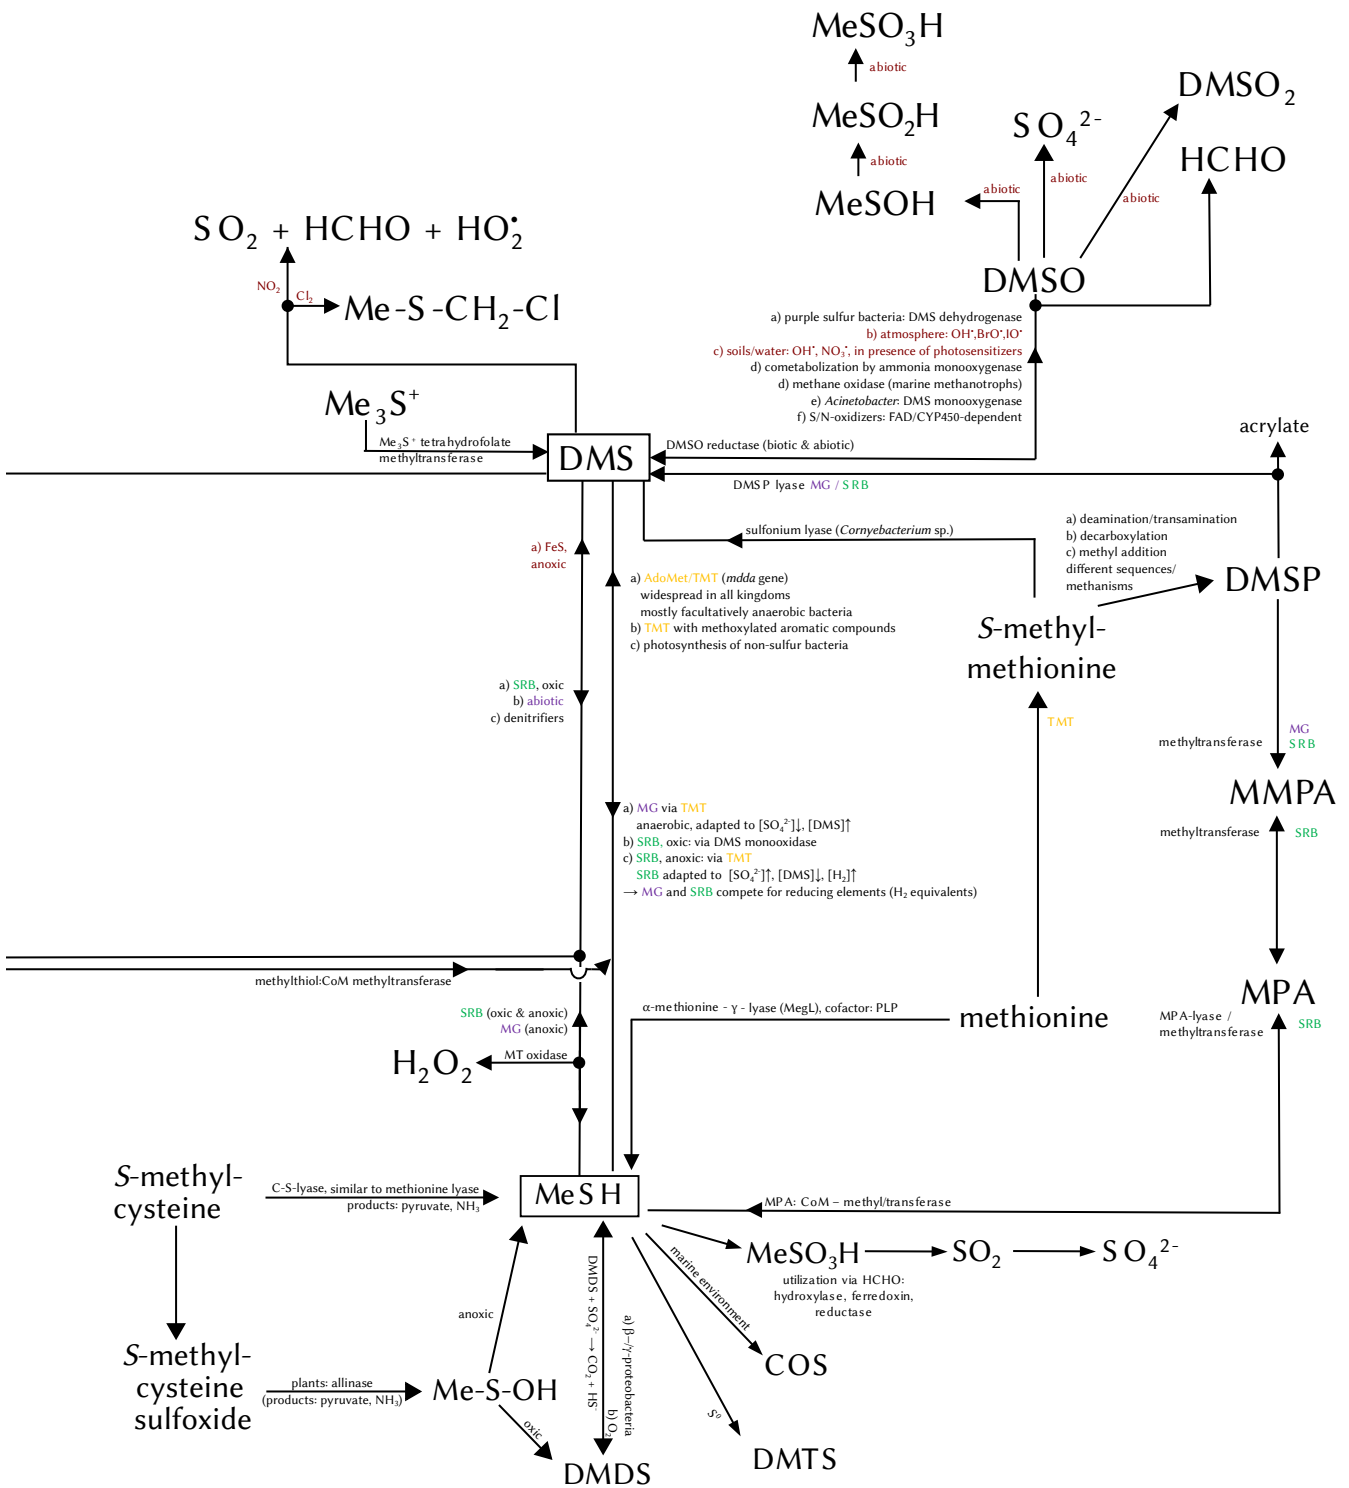 MeSO₃H
abiotic
MeSO₂H
abiotic
MeSOH
abiotic
SO₄²⁻
abiotic
DMSO₂
abiotic
HCHO
DMSO
SO₂ + HCHO + HO₂•
NO₂
Cl₂
Me-S-CH₂-Cl
a) purple sulfur bacteria: DMS dehydrogenase
b) atmosphere: OH•,BrO•,IO•
c) soils/water: OH•, NO₃•, in presence of photosensitizers
d) cometabolization by ammonia monooxygenase
d) methane oxidase (marine methanotrophs)
e) Acinetobacter: DMS monooxygenase
f) S/N-oxidizers: FAD/CYP450-dependent
Me₃S⁺
Me₃S⁺ tetrahydrofolate
methyltransferase
DMS
DMSO reductase (biotic & abiotic)
acrylate
DMSP lyase MG / SRB
sulfonium lyase (Cornyebacterium sp.)
a) deamination/transamination
b) decarboxylation
c) methyl addition
different sequences/
methanisms
DMSP
a) FeS,
anoxic
a) AdoMet/TMT (mdda gene)
widespread in all kingdoms
mostly facultatively anaerobic bacteria
b) TMT with methoxylated aromatic compounds
c) photosynthesis of non-sulfur bacteria
S-methyl-
methionine
a) SRB, oxic
b) abiotic
c) denitrifiers
TMT
methyltransferase
MG
SRB
MMPA
methyltransferase
SRB
a) MG via TMT
anaerobic, adapted to [SO₄²⁻]↓, [DMS]↑
b) SRB, oxic: via DMS monooxidase
c) SRB, anoxic: via TMT
SRB adapted to [SO₄²⁻]↑, [DMS]↓, [H₂]↑
→ MG and SRB compete for reducing elements (H₂ equivalents)
methylthiol:CoM methyltransferase
MPA
MPA-lyase /
methyltransferase
SRB
SRB (oxic & anoxic)
MG (anoxic)
α-methionine - γ - lyase (MegL), cofactor: PLP
methionine
H₂O₂
MT oxidase
S-methyl-
cysteine
C-S-lyase, similar to methionine lyase
products: pyruvate, NH₃
MeSH
MPA: CoM – methyl/transferase
MeSO₃H
SO₂
SO₄²⁻
utilization via HCHO:
hydroxylase, ferredoxin,
reductase
marine environment
COS
anoxic
DMDS + SO₄²⁻ → CO₂ + HS⁻
a) β–/γ-proteobacteria
b) O₂
S⁰
DMTS
S-methyl-
cysteine
sulfoxide
plants: allinase
(products: pyruvate, NH₃)
Me-S-OH
oxic
DMDS